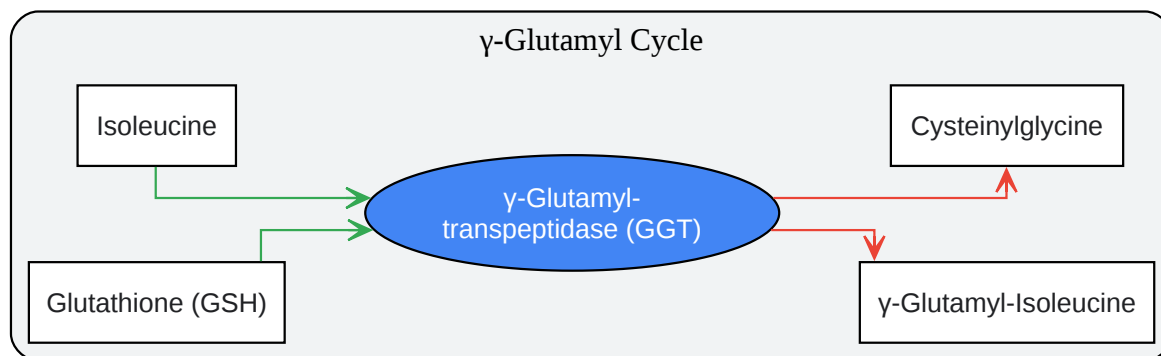 γ-Glutamyl Cycle
Isoleucine
Cysteinylglycine
γ-Glutamyl-
transpeptidase (GGT)
Glutathione (GSH)
γ-Glutamyl-Isoleucine